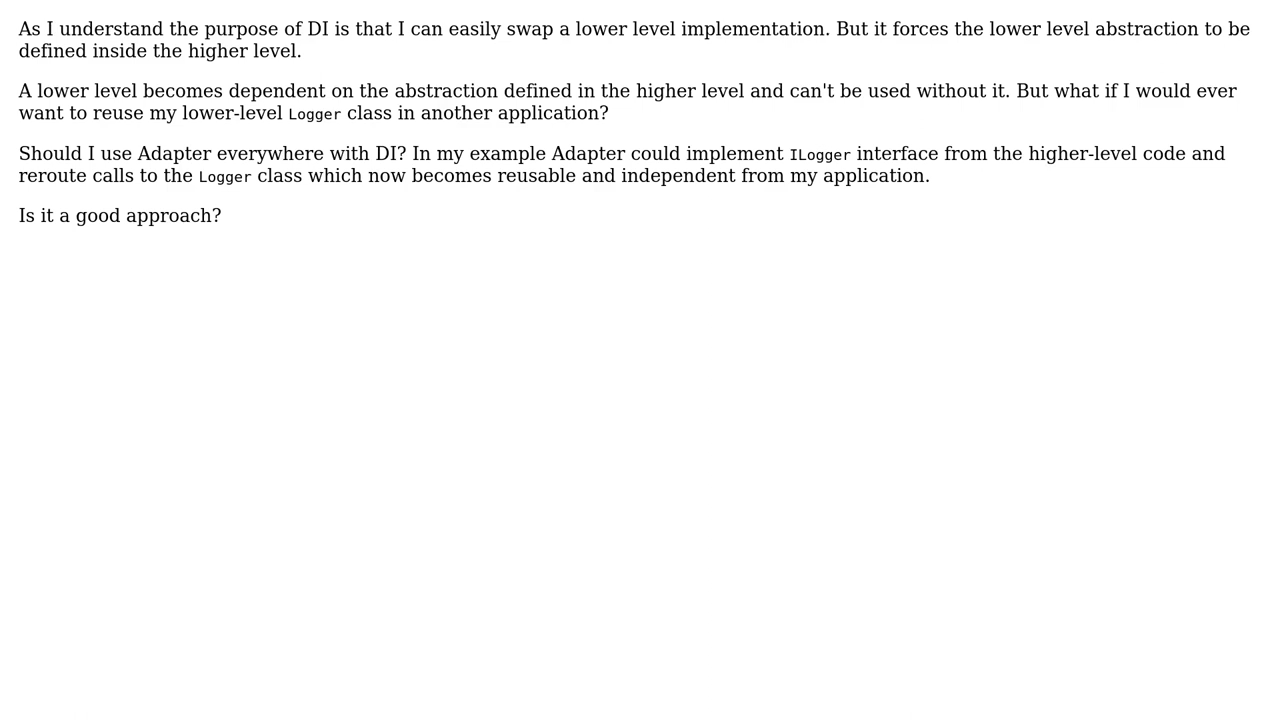 As I understand the purpose of DI is that I can easily swap a lower level implementation. But it forces the lower level abstraction to be
defined inside the higher level.
A lower level becomes dependent on the abstraction defined in the higher level and can't be used without it. But what if I would ever
want to reuse my lower-level Logger class in another application?
Should I use Adapter everywhere with DI? In my example Adapter could implement ILogger interface from the higher-level code and
reroute calls to the Logger class which now becomes reusable and independent from my application.
Is it a good approach?